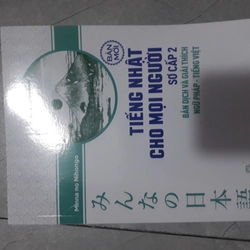 BẢN MỚI
TIẾNG NHẬT
CHO MỌI NGƯỜI
SƠ CẤP 2
BẢN DỊCH VÀ GIẢI THÍCH
NGỮ PHÁP - TIẾNG VIỆT
Minna no Nihongo
みんなの日本語